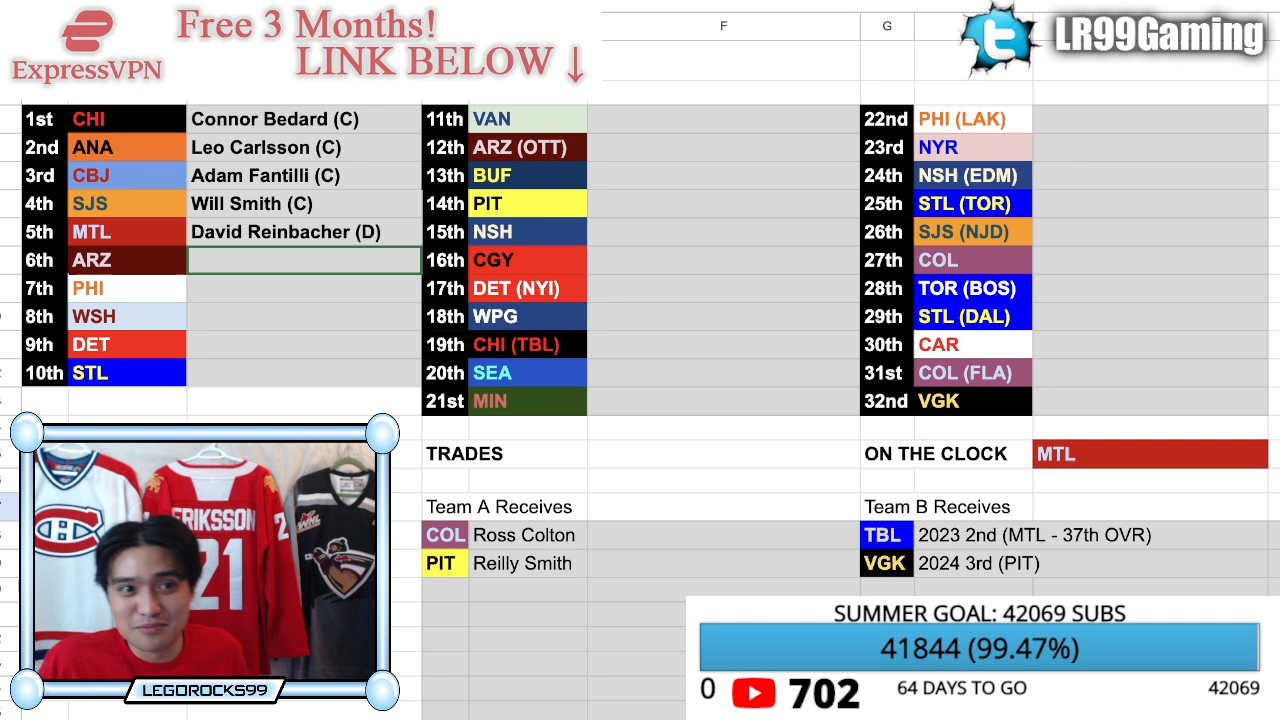 Free 3 Months!
LINK BELOW ↓
ExpressVPN
F
G
LR99Gaming
1st CHI Connor Bedard (C)
2nd ANA Leo Carlsson (C)
3rd CBJ Adam Fantilli (C)
4th SJS Will Smith (C)
5th MTL David Reinbacher (D)
6th ARZ
7th PHI
8th WSH
9th DET
10th STL
11th VAN
12th ARZ (OTT)
13th BUF
14th PIT
15th NSH
16th CGY
17th DET (NYI)
18th WPG
19th CHI (TBL)
20th SEA
21st MIN
22nd PHI (LAK)
23rd NYR
24th NSH (EDM)
25th STL (TOR)
26th SJS (NJD)
27th COL
28th TOR (BOS)
29th STL (DAL)
30th CAR
31st COL (FLA)
32nd VGK
TRADES
ON THE CLOCK MTL
Team A Receives
Team B Receives
COL Ross Colton
TBL 2023 2nd (MTL - 37th OVR)
PIT Reilly Smith
VGK 2024 3rd (PIT)
ERIKSSON
21
2
WHL
LEGOROCKS99
SUMMER GOAL: 42069 SUBS
41844 (99.47%)
0 702 64 DAYS TO GO 42069